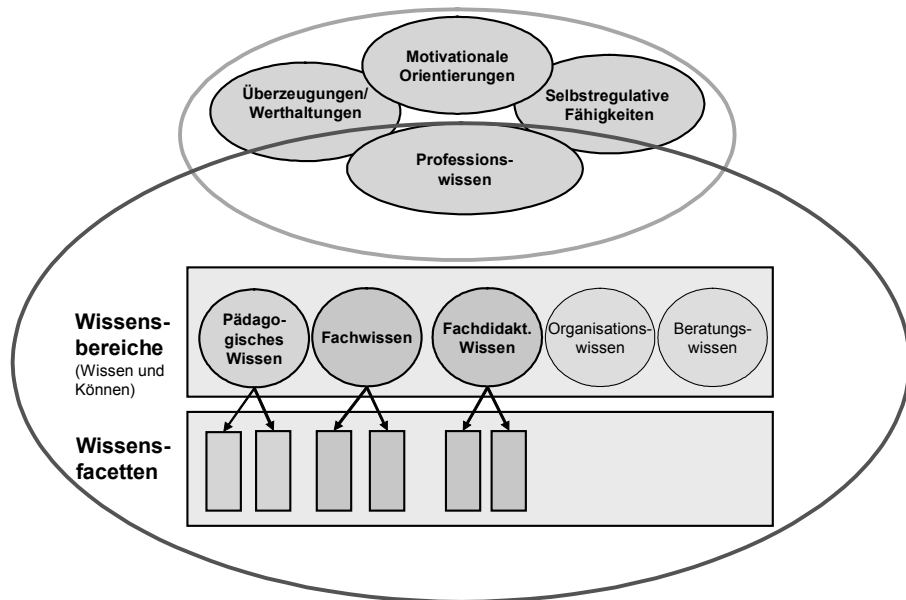 Motivationale
Orientierungen
Überzeugungen/
Werthaltungen
Selbstregulative
Fähigkeiten
Professions-
wissen
Wissens-
bereiche
(Wissen und
Können)
Pädago-
gisches
Wissen
Fachwissen
Fachdidakt.
Wissen
Organisations-
wissen
Beratungs-
wissen
Wissens-
facetten